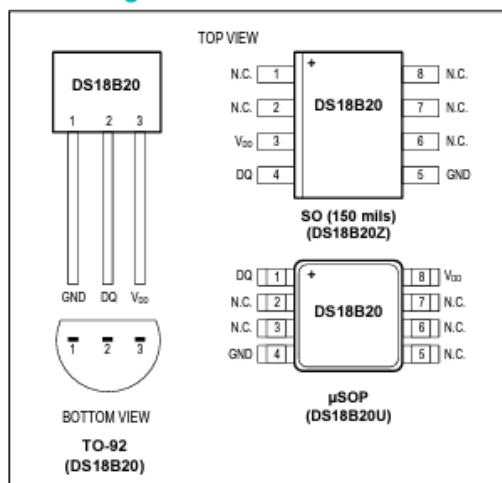 g
TOP VIEW
DS18B20
1 2 3
GND DQ VDD
1 2 3
BOTTOM VIEW
TO-92
(DS18B20)
+
DS18B20
N.C. 1 8 N.C.
N.C. 2 7 N.C.
VDD 3 6 N.C.
DQ 4 5 GND
SO (150 mils)
(DS18B20Z)
+
DS18B20
DQ 1 8 VDD
N.C. 2 7 N.C.
N.C. 3 6 N.C.
GND 4 5 N.C.
µSOP
(DS18B20U)